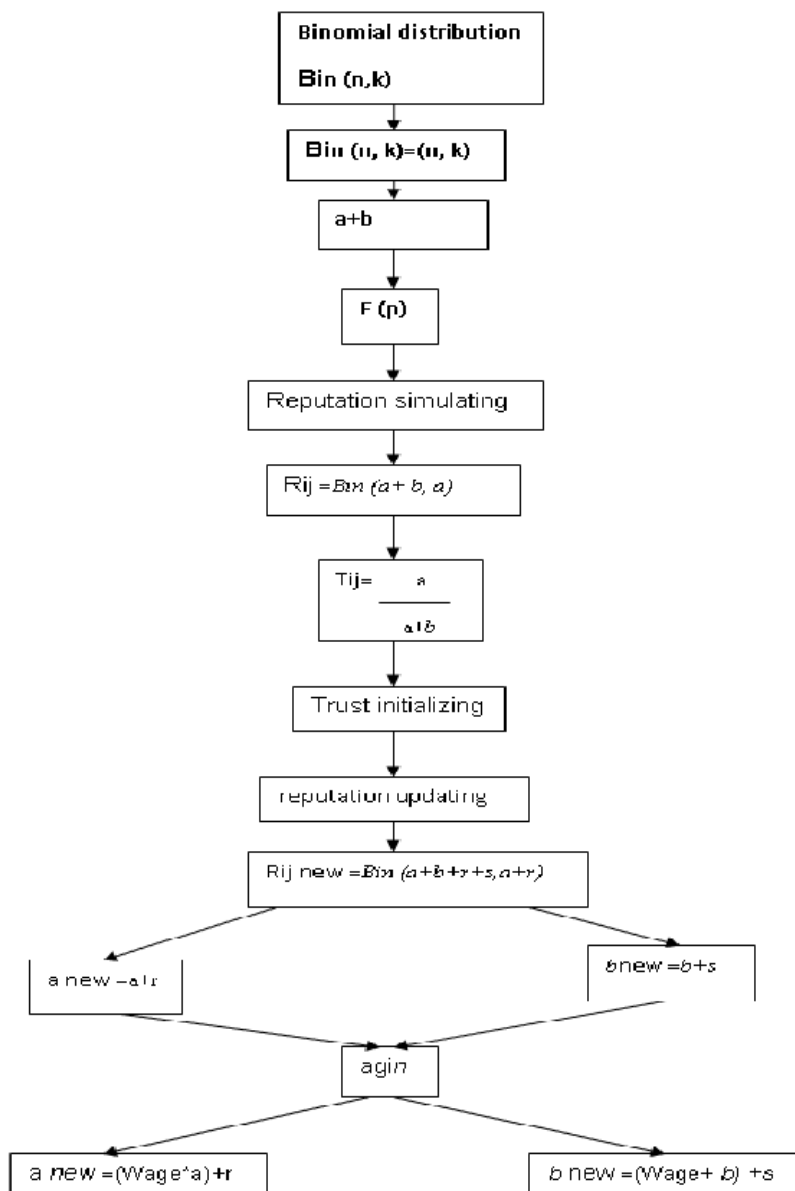 Binomial distribution
Bin (n,k)
Bin (n, k)=(n, k)
a+b
F (p)
Reputation simulating
Rij =Bin (a+ b, a)
Tij= a
a+b
Trust initializing
reputation updating
Rij new =Bin (a+b+r+s,a+r)
a new =a+r
bnew =b+s
agin
a new =(Wage*a)+r
b new =(Wage+ b) +s